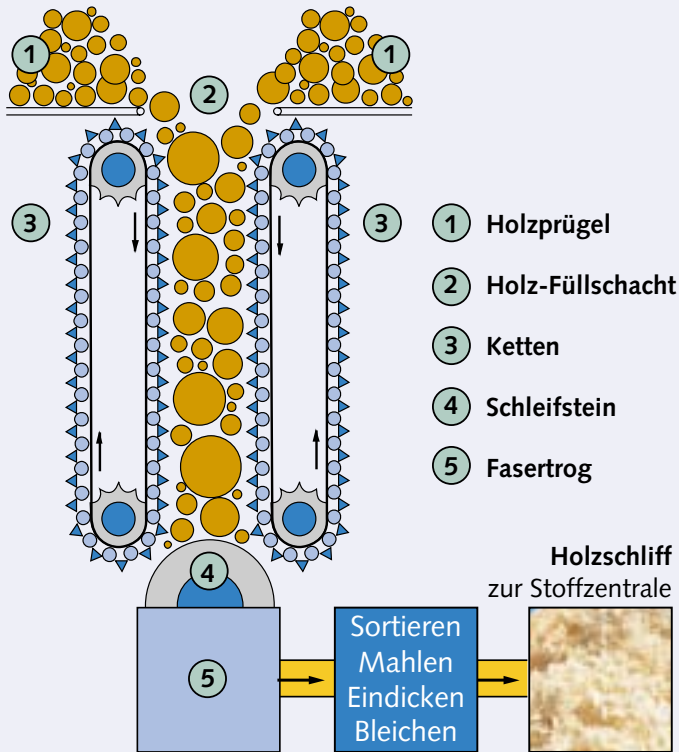 1
1
2
3
3
1 Holzprügel
2 Holz-Füllschacht
3 Ketten
4 Schleifstein
5 Fasertrog
4
Holzschliff
zur Stoffzentrale
5
Sortieren
Mahlen
Eindicken
Bleichen